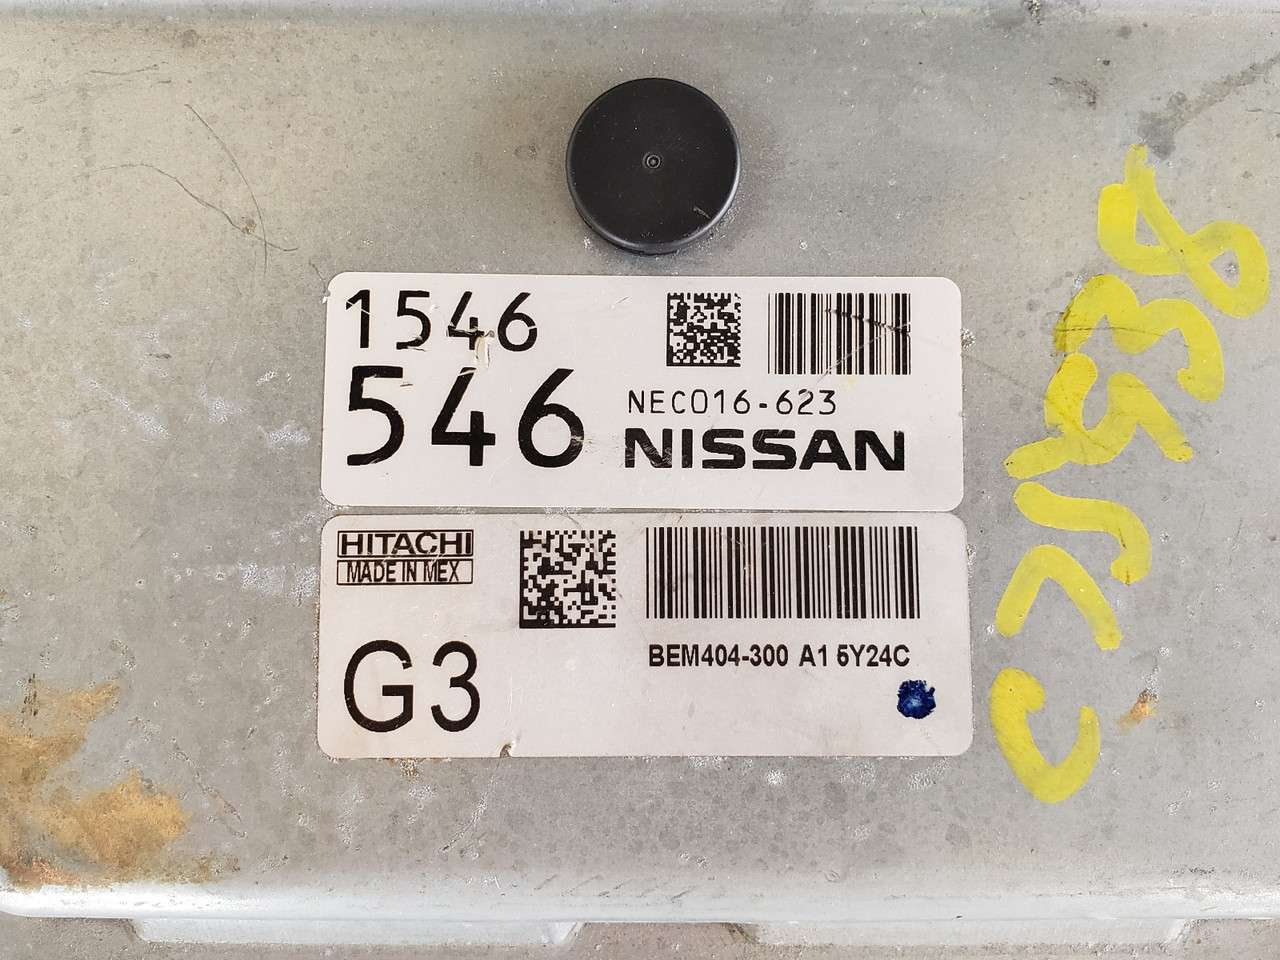 1546
546
NEC016-623
NISSAN
HITACHI
MADE IN MEX
G3
BEM404-300 A1 5Y24C